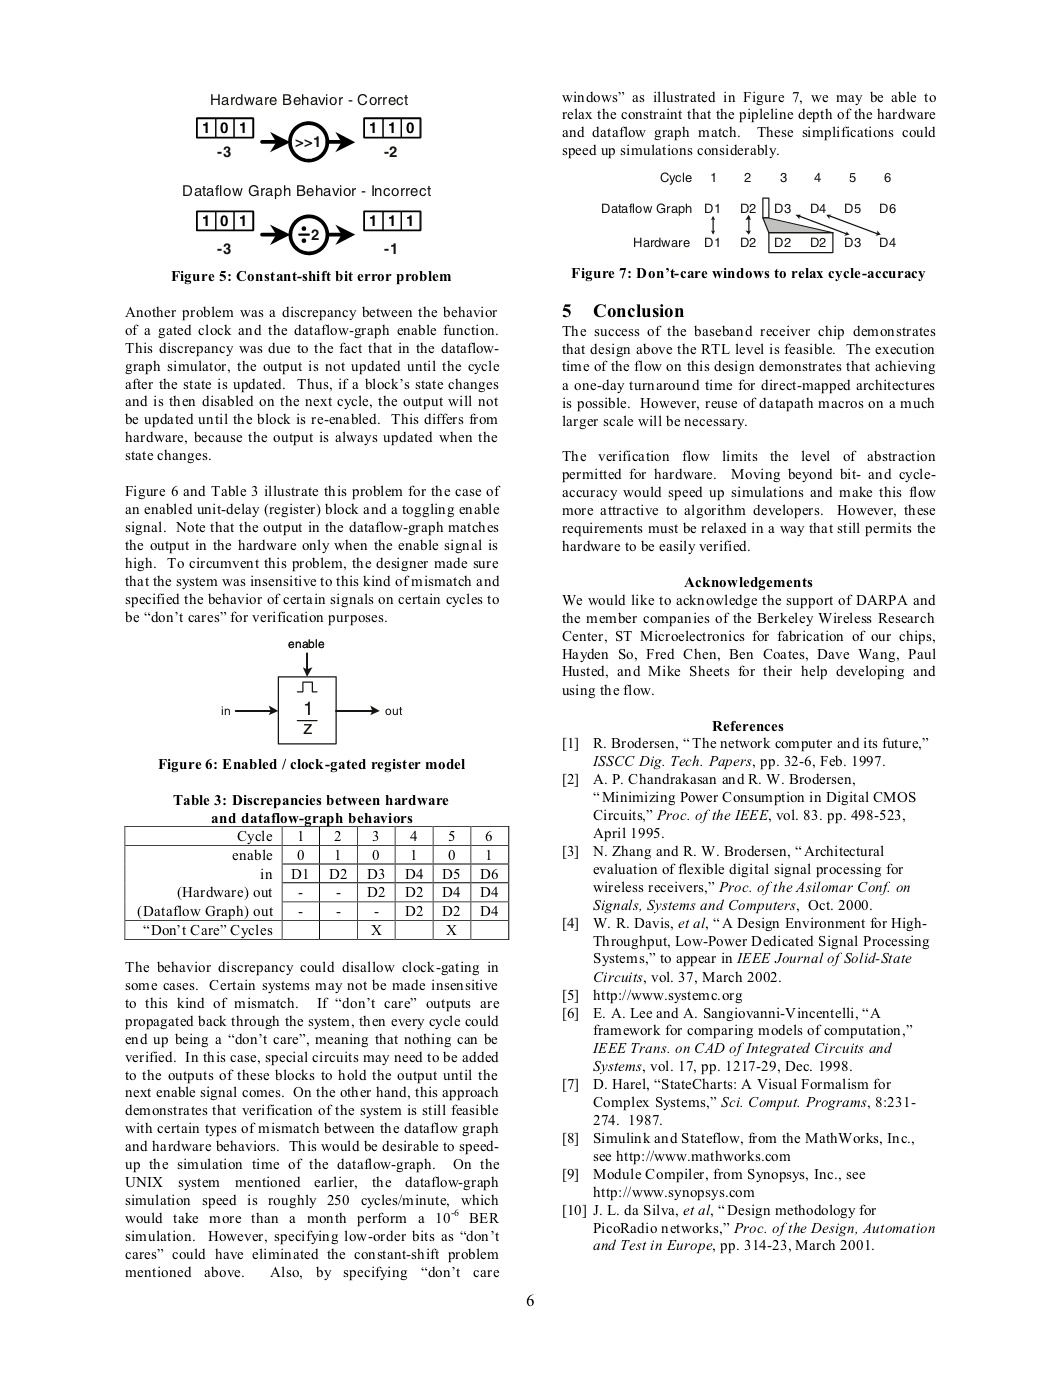 Hardware Behavior - Correct
1 0 1
>>1
1 1 0
-3
-2
Dataflow Graph Behavior - Incorrect
1 0 1
÷2
1 1 1
-3
-1
Figure 5: Constant-shift bit error problem
Another problem was a discrepancy between the behavior
of a gated clock and the dataflow-graph enable function.
This discrepancy was due to the fact that in the dataflow-
graph simulator, the output is not updated until the cycle
after the state is updated. Thus, if a block's state changes
and is then disabled on the next cycle, the output will not
be updated until the block is re-enabled. This differs from
hardware, because the output is always updated when the
state changes.
Figure 6 and Table 3 illustrate this problem for the case of
an enabled unit-delay (register) block and a toggling enable
signal. Note that the output in the dataflow-graph matches
the output in the hardware only when the enable signal is
high. To circumvent this problem, the designer made sure
that the system was insensitive to this kind of mismatch and
specified the behavior of certain signals on certain cycles to
be "don't cares" for verification purposes.
enable
in
1
z
out
Figure 6: Enabled / clock-gated register model
Table 3: Discrepancies between hardware
and dataflow-graph behaviors
Cycle 1 2 3 4 5 6
enable 0 1 0 1 0 1
in D1 D2 D3 D4 D5 D6
(Hardware) out - - D2 D2 D4 D4
(Dataflow Graph) out - - - D2 D2 D4
"Don't Care" Cycles X X
The behavior discrepancy could disallow clock-gating in
some cases. Certain systems may not be made insensitive
to this kind of mismatch. If "don't care" outputs are
propagated back through the system, then every cycle could
end up being a "don't care", meaning that nothing can be
verified. In this case, special circuits may need to be added
to the outputs of these blocks to hold the output until the
next enable signal comes. On the other hand, this approach
demonstrates that verification of the system is still feasible
with certain types of mismatch between the dataflow graph
and hardware behaviors. This would be desirable to speed-
up the simulation time of the dataflow-graph. On the
UNIX system mentioned earlier, the dataflow-graph
simulation speed is roughly 250 cycles/minute, which
would take more than a month perform a 10-6 BER
simulation. However, specifying low-order bits as "don't
cares" could have eliminated the constant-shift problem
mentioned above. Also, by specifying "don't care
windows" as illustrated in Figure 7, we may be able to
relax the constraint that the pipleline depth of the hardware
and dataflow graph match. These simplifications could
speed up simulations considerably.
Cycle 1 2 3 4 5 6
Dataflow Graph D1 D2 D3 D4 D5 D6
Hardware D1 D2 D2 D2 D3 D4
Figure 7: Don't-care windows to relax cycle-accuracy
5 Conclusion
The success of the baseband receiver chip demonstrates
that design above the RTL level is feasible. The execution
time of the flow on this design demonstrates that achieving
a one-day turnaround time for direct-mapped architectures
is possible. However, reuse of datapath macros on a much
larger scale will be necessary.
The verification flow limits the level of abstraction
permitted for hardware. Moving beyond bit- and cycle-
accuracy would speed up simulations and make this flow
more attractive to algorithm developers. However, these
requirements must be relaxed in a way that still permits the
hardware to be easily verified.
Acknowledgements
We would like to acknowledge the support of DARPA and
the member companies of the Berkeley Wireless Research
Center, ST Microelectronics for fabrication of our chips,
Hayden So, Fred Chen, Ben Coates, Dave Wang, Paul
Husted, and Mike Sheets for their help developing and
using the flow.
References
[1] R. Brodersen, "The network computer and its future,"
ISSCC Dig. Tech. Papers, pp. 32-6, Feb. 1997.
[2] A. P. Chandrakasan and R. W. Brodersen,
"Minimizing Power Consumption in Digital CMOS
Circuits," Proc. of the IEEE, vol. 83. pp. 498-523,
April 1995.
[3] N. Zhang and R. W. Brodersen, "Architectural
evaluation of flexible digital signal processing for
wireless receivers," Proc. of the Asilomar Conf. on
Signals, Systems and Computers, Oct. 2000.
[4] W. R. Davis, et al, "A Design Environment for High-
Throughput, Low-Power Dedicated Signal Processing
Systems," to appear in IEEE Journal of Solid-State
Circuits, vol. 37, March 2002.
[5] http://www.systemc.org
[6] E. A. Lee and A. Sangiovanni-Vincentelli, "A
framework for comparing models of computation,"
IEEE Trans. on CAD of Integrated Circuits and
Systems, vol. 17, pp. 1217-29, Dec. 1998.
[7] D. Harel, "StateCharts: A Visual Formalism for
Complex Systems," Sci. Comput. Programs, 8:231-
274. 1987.
[8] Simulink and Stateflow, from the MathWorks, Inc.,
see http://www.mathworks.com
[9] Module Compiler, from Synopsys, Inc., see
http://www.synopsys.com
[10] J. L. da Silva, et al, "Design methodology for
PicoRadio networks," Proc. of the Design, Automation
and Test in Europe, pp. 314-23, March 2001.
6